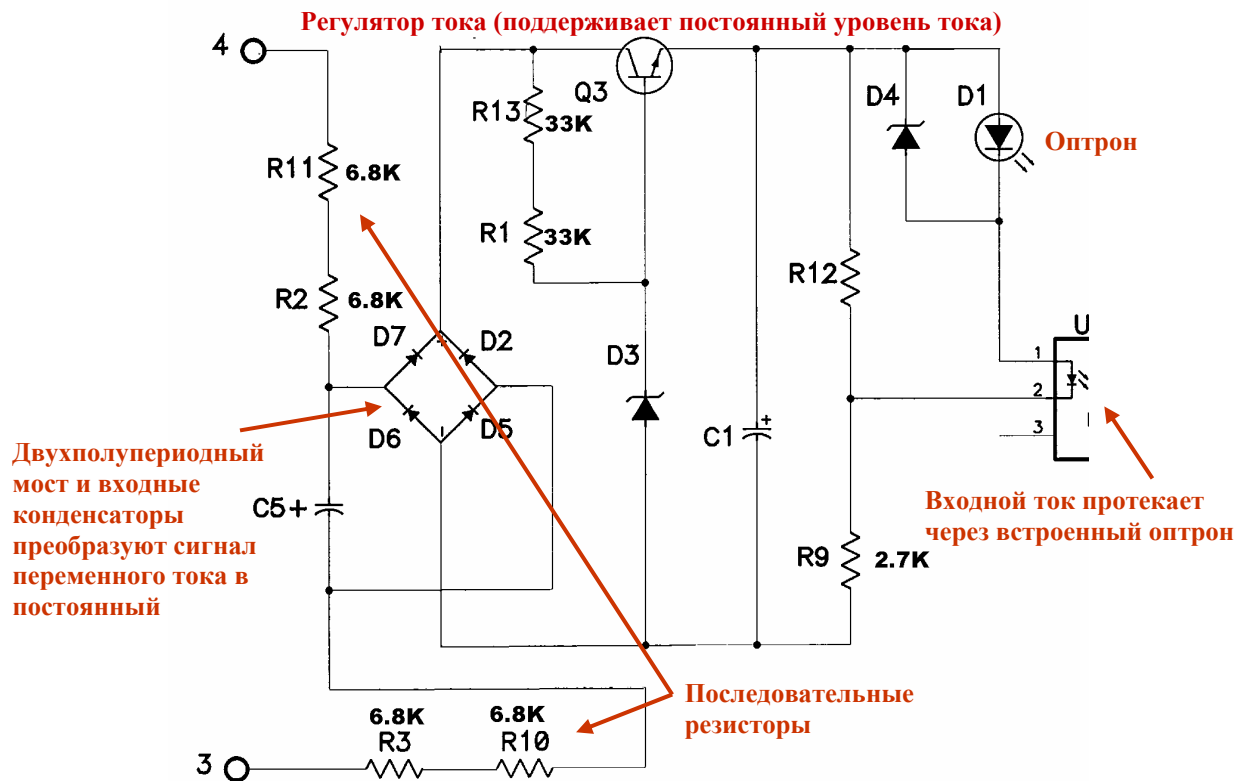 Регулятор тока (поддерживает постоянный уровень тока)
4
Q3
R13
33K
D4
D1
Оптрон
R11
6.8K
R1
33K
R12
R2
6.8K
D7
D2
D3
U
1
2
3
+
-
D6
D5
C1
+
Двухполупериодный
мост и входные
конденсаторы
преобразуют сигнал
переменного тока в
постоянный
C5+
Входной ток протекает
через встроенный оптрон
R9
2.7K
Последовательные
резисторы
6.8K
6.8K
R3
R10
3